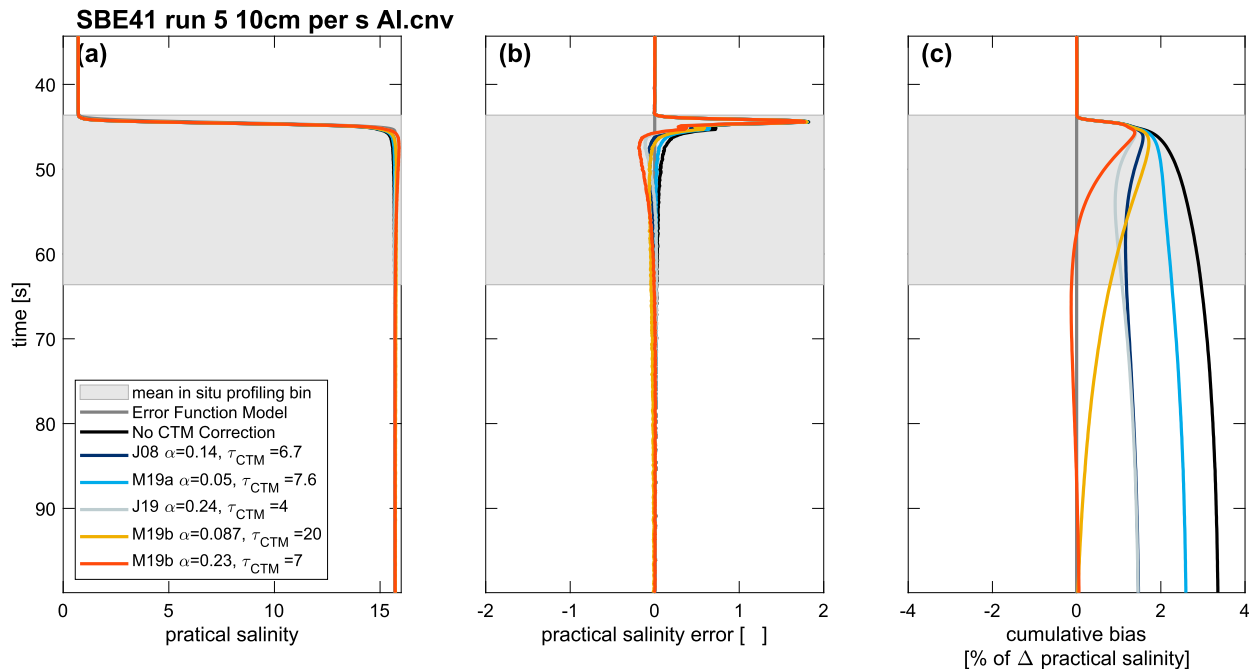 SBE41 run 5 10cm per s Al.cnv
(a)
(b)
(c)
40
50
60
70
80
90
time [s]
mean in situ profiling bin
Error Function Model
No CTM Correction
J08 α=0.14, τCTM =6.7
M19a α=0.05, τCTM =7.6
J19 α=0.24, τCTM =4
M19b α=0.087, τCTM =20
M19b α=0.23, τCTM =7
0 5 10 15
pratical salinity
-2 -1 0 1 2
practical salinity error [ ]
-4 -2 0 2 4
cumulative bias
[% of Δ practical salinity]